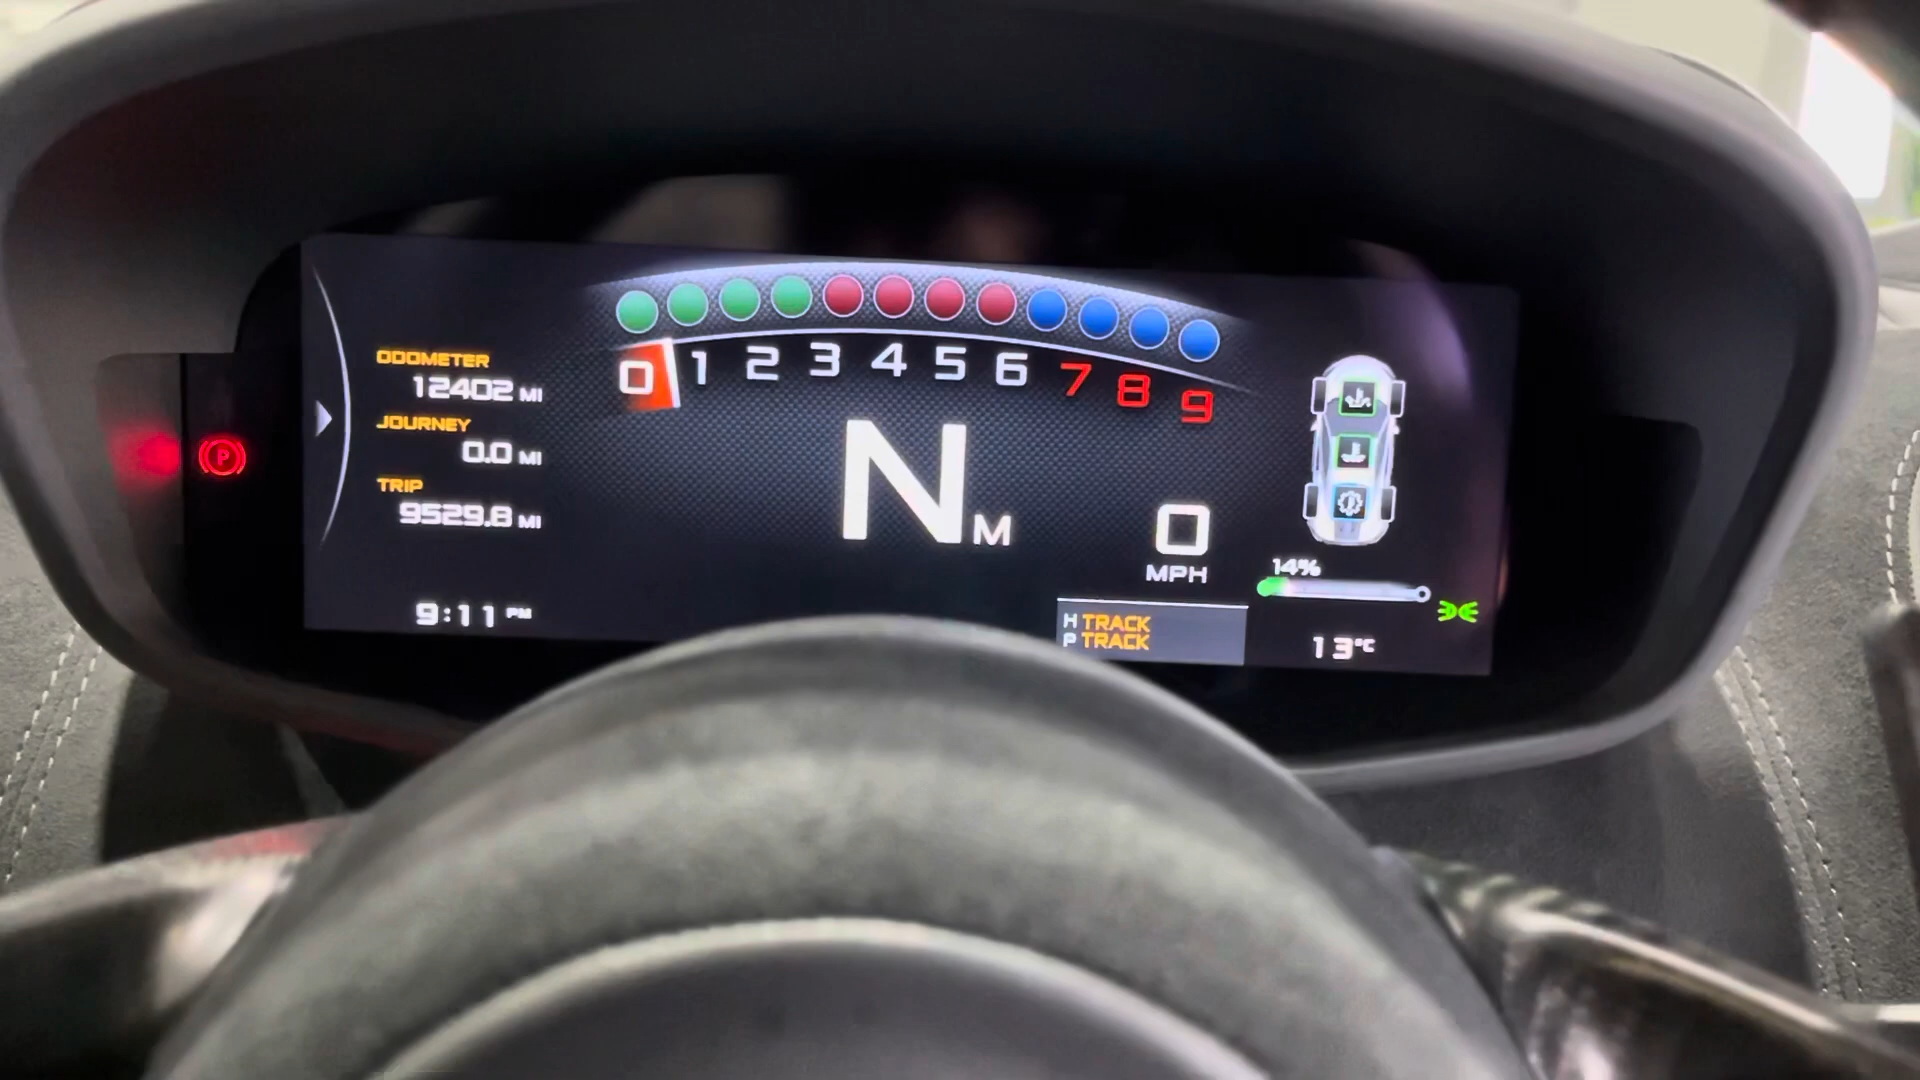 ODOMETER
12402 MI
JOURNEY
0.0 MI
TRIP
9529.8 MI
9:11 PM
P
0 1 2 3 4 5 6 7 8 9
N M
0
MPH
H TRACK
P TRACK
14%
13°C